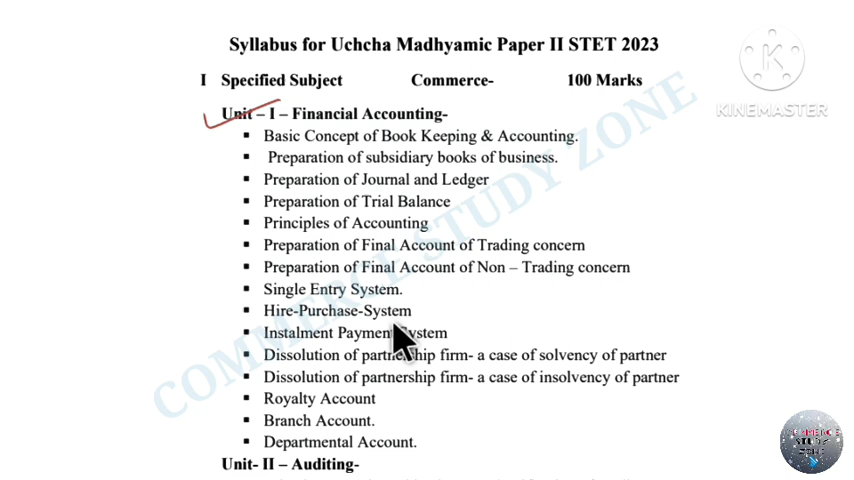 Syllabus for Uchcha Madhyamic Paper II STET 2023
I Specified Subject Commerce- 100 Marks
Unit – I – Financial Accounting-
▪ Basic Concept of Book Keeping & Accounting.
▪ Preparation of subsidiary books of business.
▪ Preparation of Journal and Ledger
▪ Preparation of Trial Balance
▪ Principles of Accounting
▪ Preparation of Final Account of Trading concern
▪ Preparation of Final Account of Non – Trading concern
▪ Single Entry System.
▪ Hire-Purchase-System
▪ Instalment Payment System
▪ Dissolution of partnership firm- a case of solvency of partner
▪ Dissolution of partnership firm- a case of insolvency of partner
▪ Royalty Account
▪ Branch Account.
▪ Departmental Account.
Unit- II – Auditing-
COMMERCE STUDY ZONE
KINEMASTER
COMMERCE
STUDY
ZONE